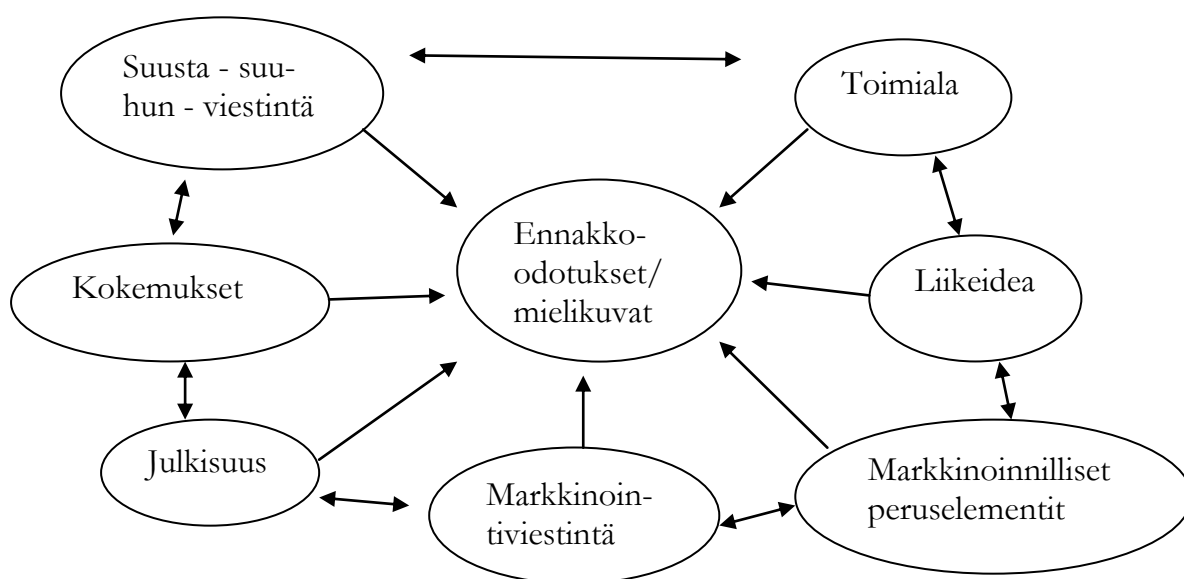 Suusta - suu-
hun - viestintä
Toimiala
Ennakko-
odotukset/
mielikuvat
Kokemukset
Liikeidea
Julkisuus
Markkinoin-
tiviestintä
Markkinoinnilliset
peruselementit